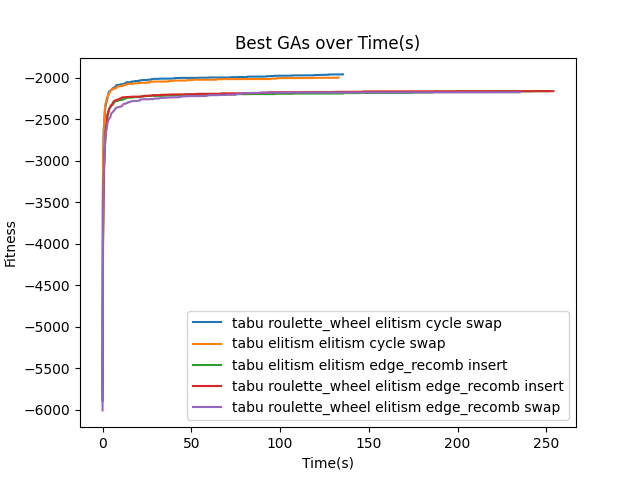 Best GAs over Time(s)
Fitness
−2000
−2500
−3000
−3500
−4000
−4500
−5000
−5500
−6000
tabu roulette_wheel elitism cycle swap
tabu elitism elitism cycle swap
tabu elitism elitism edge_recomb insert
tabu roulette_wheel elitism edge_recomb insert
tabu roulette_wheel elitism edge_recomb swap
0 50 100 150 200 250
Time(s)